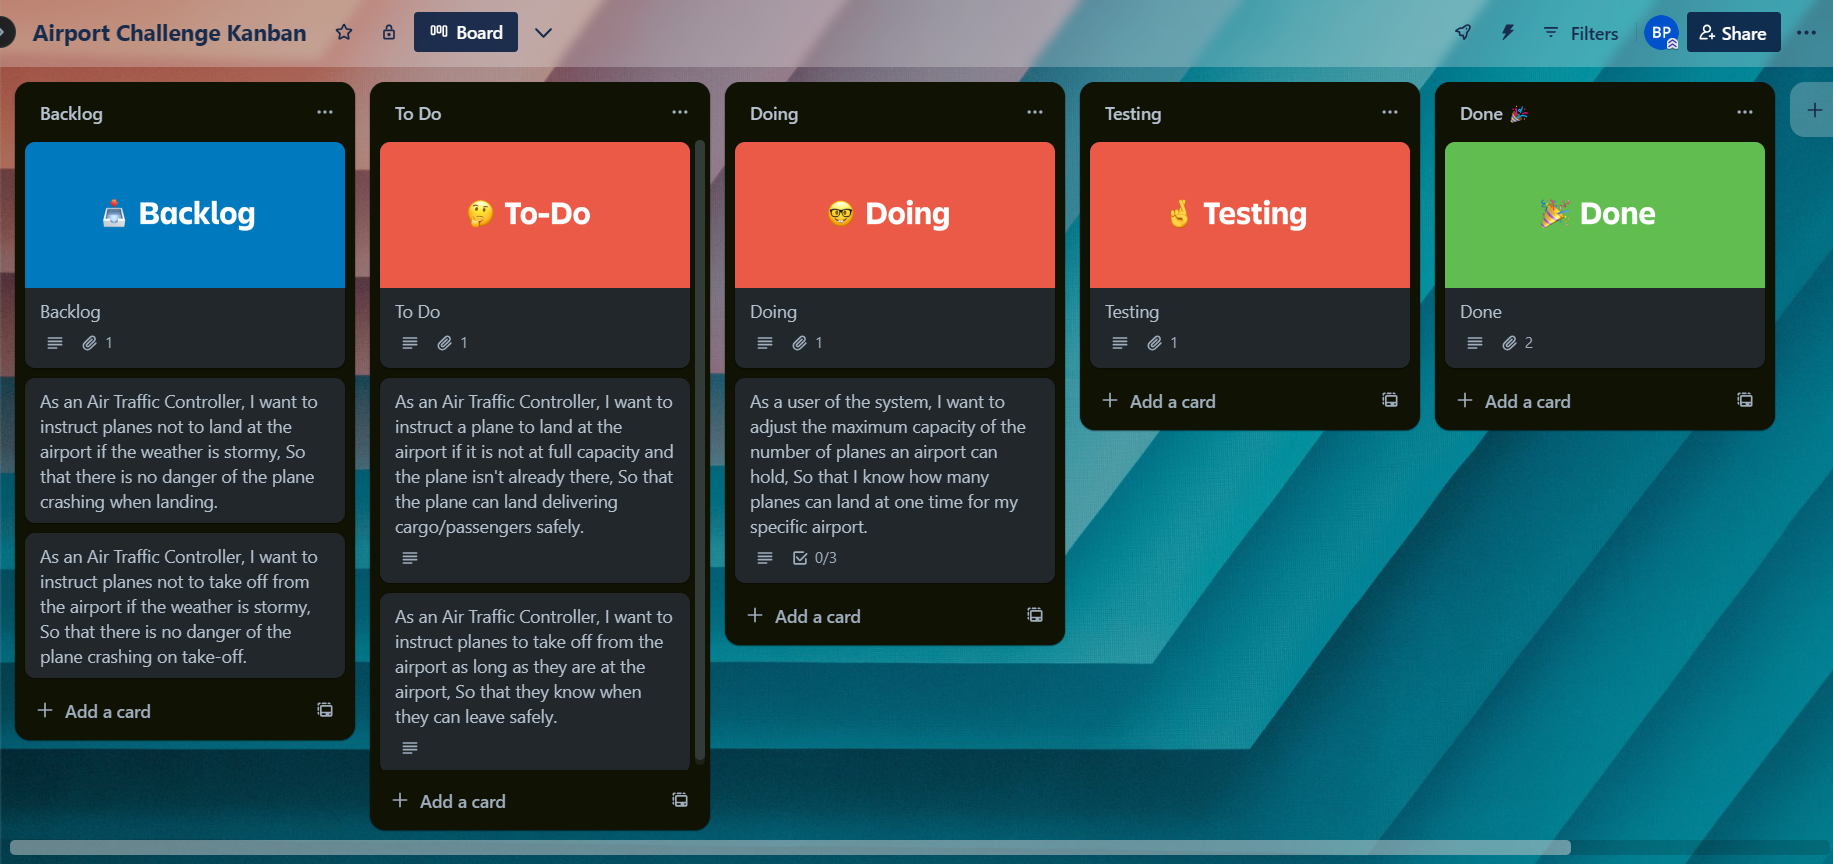 Airport Challenge Kanban
Board
Filters
BP
Share
Backlog
Backlog
Backlog
1
As an Air Traffic Controller, I want to
instruct planes not to land at the
airport if the weather is stormy, So
that there is no danger of the plane
crashing when landing.
As an Air Traffic Controller, I want to
instruct planes not to take off from
the airport if the weather is stormy,
So that there is no danger of the
plane crashing on take-off.
Add a card
To Do
To-Do
To Do
1
As an Air Traffic Controller, I want to
instruct a plane to land at the
airport if it is not at full capacity and
the plane isn't already there, So that
the plane can land delivering
cargo/passengers safely.
As an Air Traffic Controller, I want to
instruct planes to take off from the
airport as long as they are at the
airport, So that they know when
they can leave safely.
Add a card
Doing
Doing
Doing
1
As a user of the system, I want to
adjust the maximum capacity of the
number of planes an airport can
hold, So that I know how many
planes can land at one time for my
specific airport.
0/3
Add a card
Testing
Testing
Testing
1
Add a card
Done
Done
Done
2
Add a card